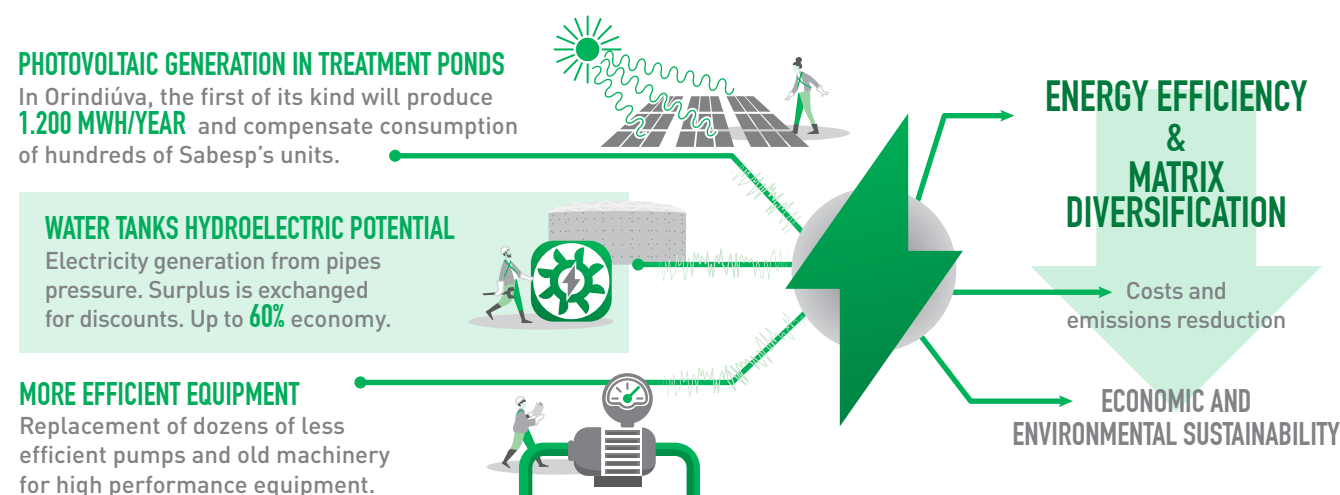 PHOTOVOLTAIC GENERATION IN TREATMENT PONDS
In Orindiúva, the first of its kind will produce
1.200 MWH/YEAR and compensate consumption
of hundreds of Sabesp's units.
WATER TANKS HYDROELECTRIC POTENTIAL
Electricity generation from pipes
pressure. Surplus is exchanged
for discounts. Up to 60% economy.
MORE EFFICIENT EQUIPMENT
Replacement of dozens of less
efficient pumps and old machinery
for high performance equipment.
ENERGY EFFICIENCY
&
MATRIX
DIVERSIFICATION
Costs and
emissions resduction
ECONOMIC AND
ENVIRONMENTAL SUSTAINABILITY